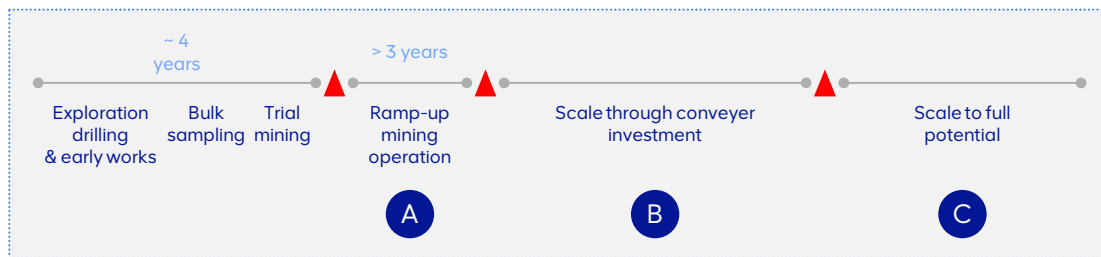 ~ 4
years
> 3 years
Exploration
drilling
& early works
Bulk
sampling
Trial
mining
Ramp-up
mining
operation
Scale through conveyer
investment
Scale to full
potential
A
B
C